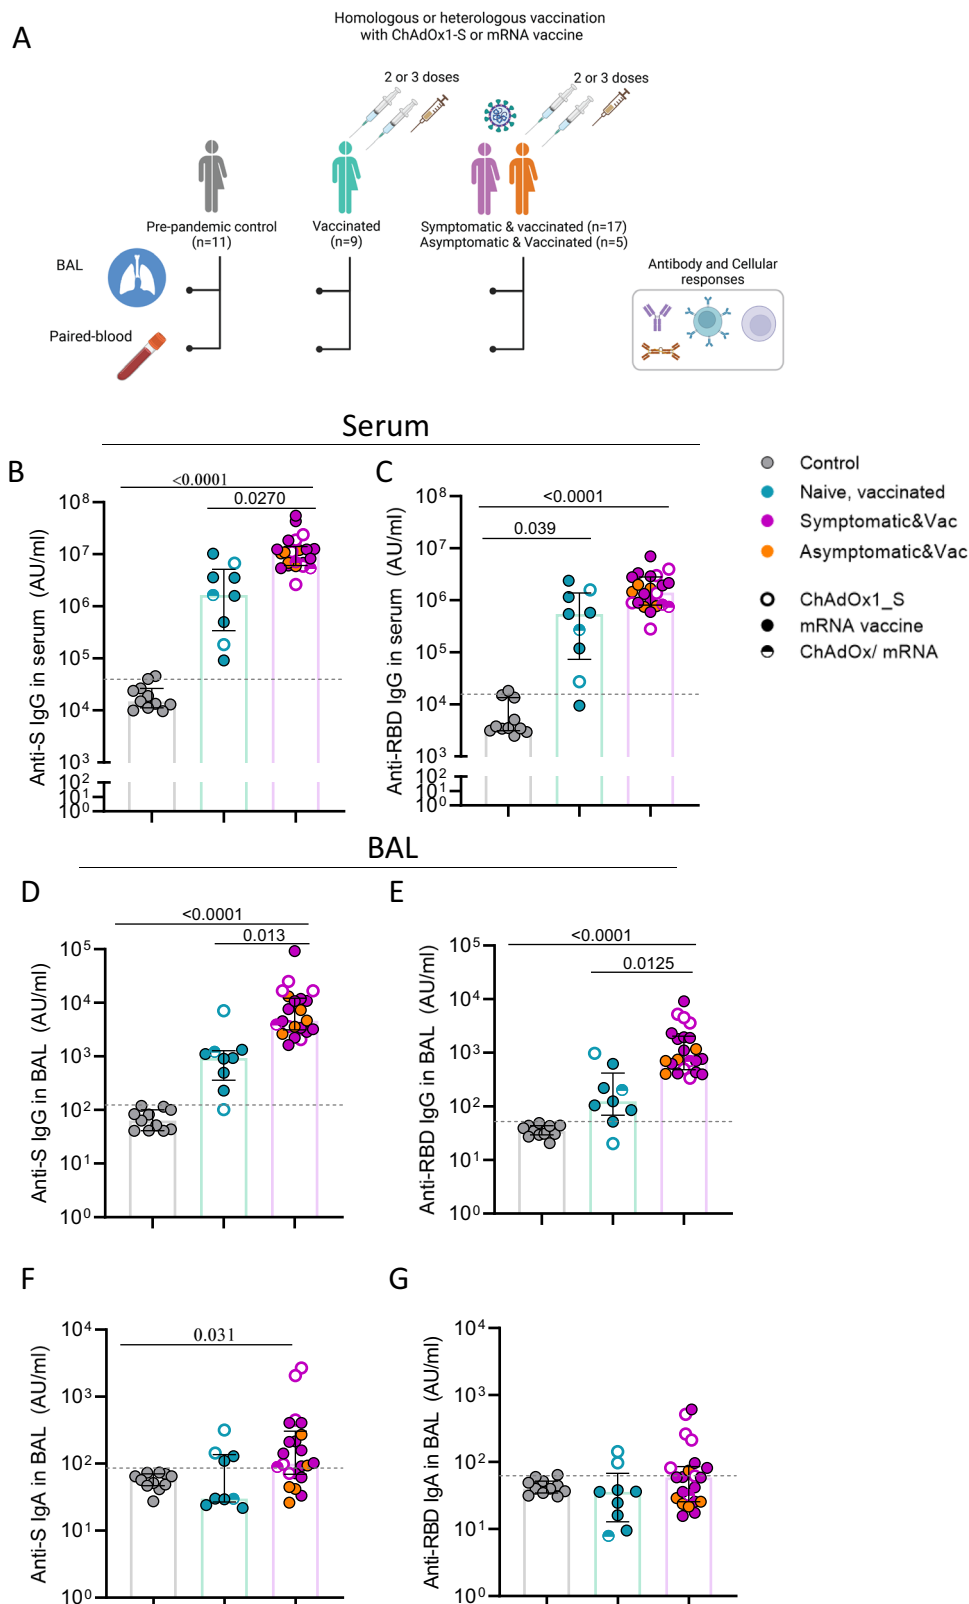 A
Homologous or heterologous vaccination
with ChAdOx1-S or mRNA vaccine
2 or 3 doses
2 or 3 doses
Pre-pandemic control
(n=11)
Vaccinated
(n=9)
Symptomatic & vaccinated (n=17)
Asymptomatic & Vaccinated (n=5)
BAL
Paired-blood
Antibody and Cellular
responses
Serum
B
<0.0001
0.0270
10⁸
10⁷
10⁶
10⁵
10⁴
10³
10²
10¹
10⁰
Anti-S IgG in serum (AU/ml)
C
<0.0001
0.039
10⁸
10⁷
10⁶
10⁵
10⁴
10³
10²
10¹
10⁰
Anti-RBD IgG in serum (AU/ml)
Control
Naive, vaccinated
Symptomatic&Vac
Asymptomatic&Vac
ChAdOx1_S
mRNA vaccine
ChAdOx/ mRNA
BAL
D
<0.0001
0.013
10⁵
10⁴
10³
10²
10¹
10⁰
Anti-S IgG in BAL (AU/ml)
E
<0.0001
0.0125
10⁵
10⁴
10³
10²
10¹
10⁰
Anti-RBD IgG in BAL (AU/ml)
F
0.031
10⁴
10³
10²
10¹
10⁰
Anti-S IgA in BAL (AU/ml)
G
10⁴
10³
10²
10¹
10⁰
Anti-RBD IgA in BAL (AU/ml)